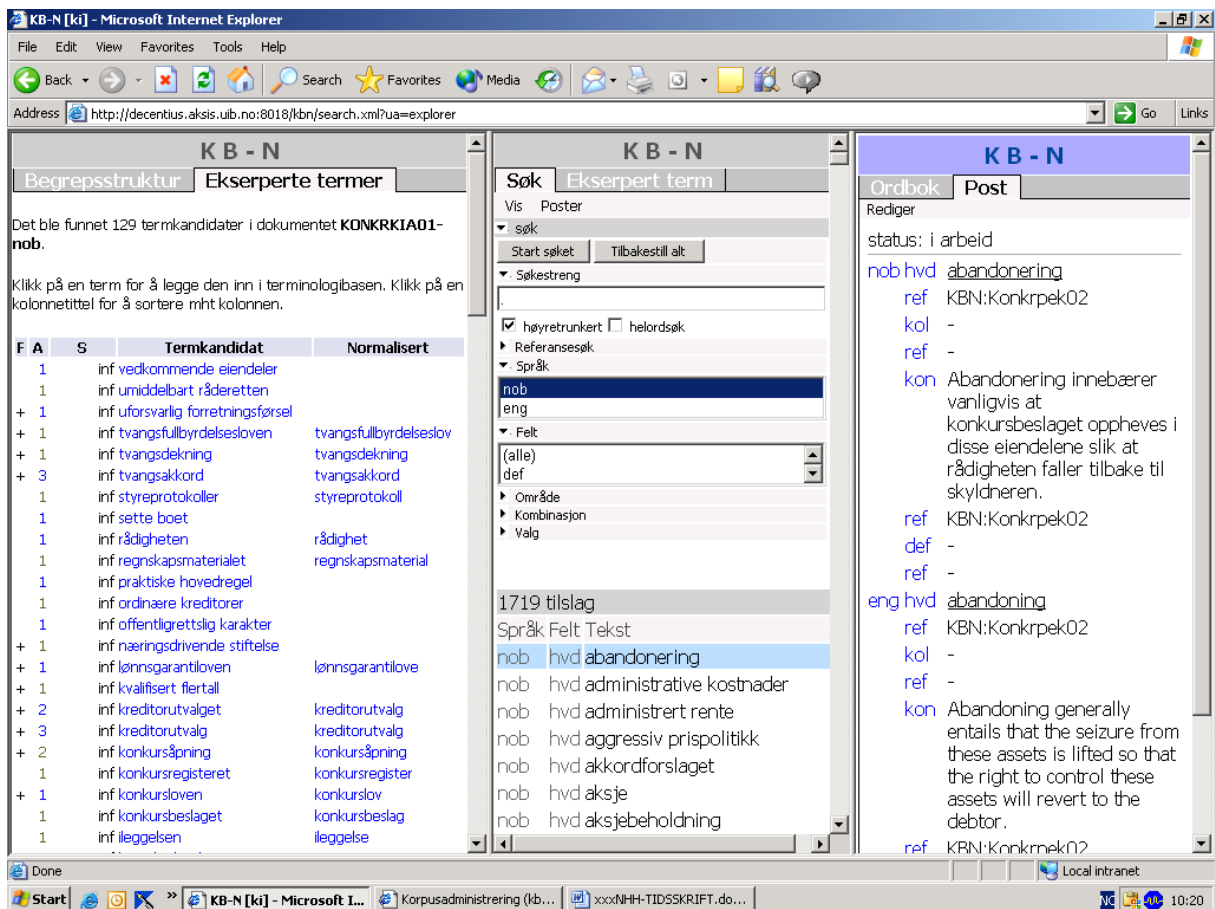 KB-N [ki] - Microsoft Internet Explorer
File Edit View Favorites Tools Help
Back Search Favorites Media
Address http://decentius.aksis.uib.no:8018/kbn/search.xml?ua=explorer Go Links
KB-N
Begrepsstruktur Ekserperte termer
Det ble funnet 129 termkandidater i dokumentet KONKRKIA01-
nob.
Klikk på en term for å legge den inn i terminologibasen. Klikk på en
kolonnetittel for å sortere mht kolonnen.
F A S Termkandidat Normalisert
1 inf vedkommende eiendeler
1 inf umiddelbart råderetten
+ 1 inf uforsvarlig forretningsførsel
+ 1 inf tvangsfullbyrdelsesloven tvangsfullbyrdelseslov
+ 1 inf tvangsdekning tvangsdekning
+ 3 inf tvangsakkord tvangsakkord
1 inf styreprotokoller styreprotokoll
1 inf sette boet
1 inf rådigheten rådighet
1 inf regnskapsmaterialet regnskapsmaterial
1 inf praktiske hovedregel
1 inf ordinære kreditorer
1 inf offentligrettslig karakter
+ 1 inf næringsdrivende stiftelse
+ 1 inf lønnsgarantiloven lønnsgarantilove
+ 1 inf kvalifisert flertall
+ 2 inf kreditorutvalget kreditorutvalg
+ 3 inf kreditorutvalg kreditorutvalg
+ 2 inf konkursåpning konkursåpning
1 inf konkursregisteret konkursregister
+ 1 inf konkursloven konkurslov
1 inf konkursbeslaget konkursbeslag
1 inf ileggelsen ileggelse
KB-N
Søk Ekserpert term
Vis Poster
søk
Start søket Tilbakestill alt
Søkestreng
.
høyretrunkert helordsøk
Referansesøk
Språk
nob
eng
Felt
(alle)
def
Område
Kombinasjon
Valg
1719 tilslag
Språk Felt Tekst
nob hvd abandonering
nob hvd administrative kostnader
nob hvd administrert rente
nob hvd aggressiv prispolitikk
nob hvd akkordforslaget
nob hvd aksje
nob hvd aksjebeholdning
KB-N
Ordbok Post
Rediger
status: i arbeid
nob hvd abandonering
ref KBN:Konkrpek02
kol -
ref -
kon Abandonering innebærer
vanligvis at
konkursbeslaget oppheves i
disse eiendelene slik at
rådigheten faller tilbake til
skyldneren.
ref KBN:Konkrpek02
def -
ref -
eng hvd abandoning
ref KBN:Konkrpek02
kol -
ref -
kon Abandoning generally
entails that the seizure from
these assets is lifted so that
the right to control these
assets will revert to the
debtor.
ref KBN:Konkrpek02
Done Local intranet
Start » KB-N [ki] - Microsoft I... Korpusadministrering (kb... xxxNHH-TIDSSKRIFT.do... NO 10:20